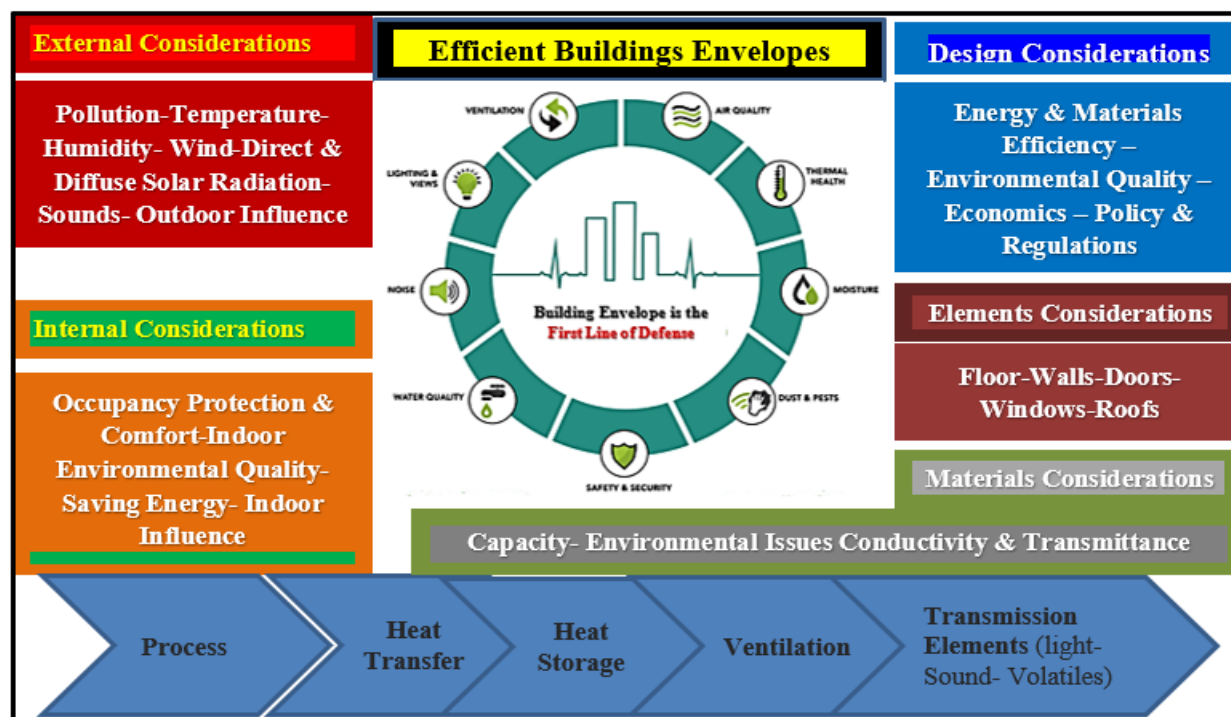 External Considerations
Pollution-Temperature-
Humidity- Wind-Direct &
Diffuse Solar Radiation-
Sounds- Outdoor Influence
Internal Considerations
Occupancy Protection &
Comfort-Indoor
Environmental Quality-
Saving Energy- Indoor
Influence
Efficient Buildings Envelopes
VENTILATION
AIR QUALITY
LIGHTING &
VIEWS
THERMAL
HEALTH
NOISE
MOISTURE
Building Envelope is the
First Line of Defense
WATER QUALITY
DUST & PESTS
SAFETY & SECURITY
Design Considerations
Energy & Materials
Efficiency –
Environmental Quality –
Economics – Policy &
Regulations
Elements Considerations
Floor-Walls-Doors-
Windows-Roofs
Materials Considerations
Capacity- Environmental Issues Conductivity & Transmittance
Process
Heat
Transfer
Heat
Storage
Ventilation
Transmission
Elements (light-
Sound- Volatiles)